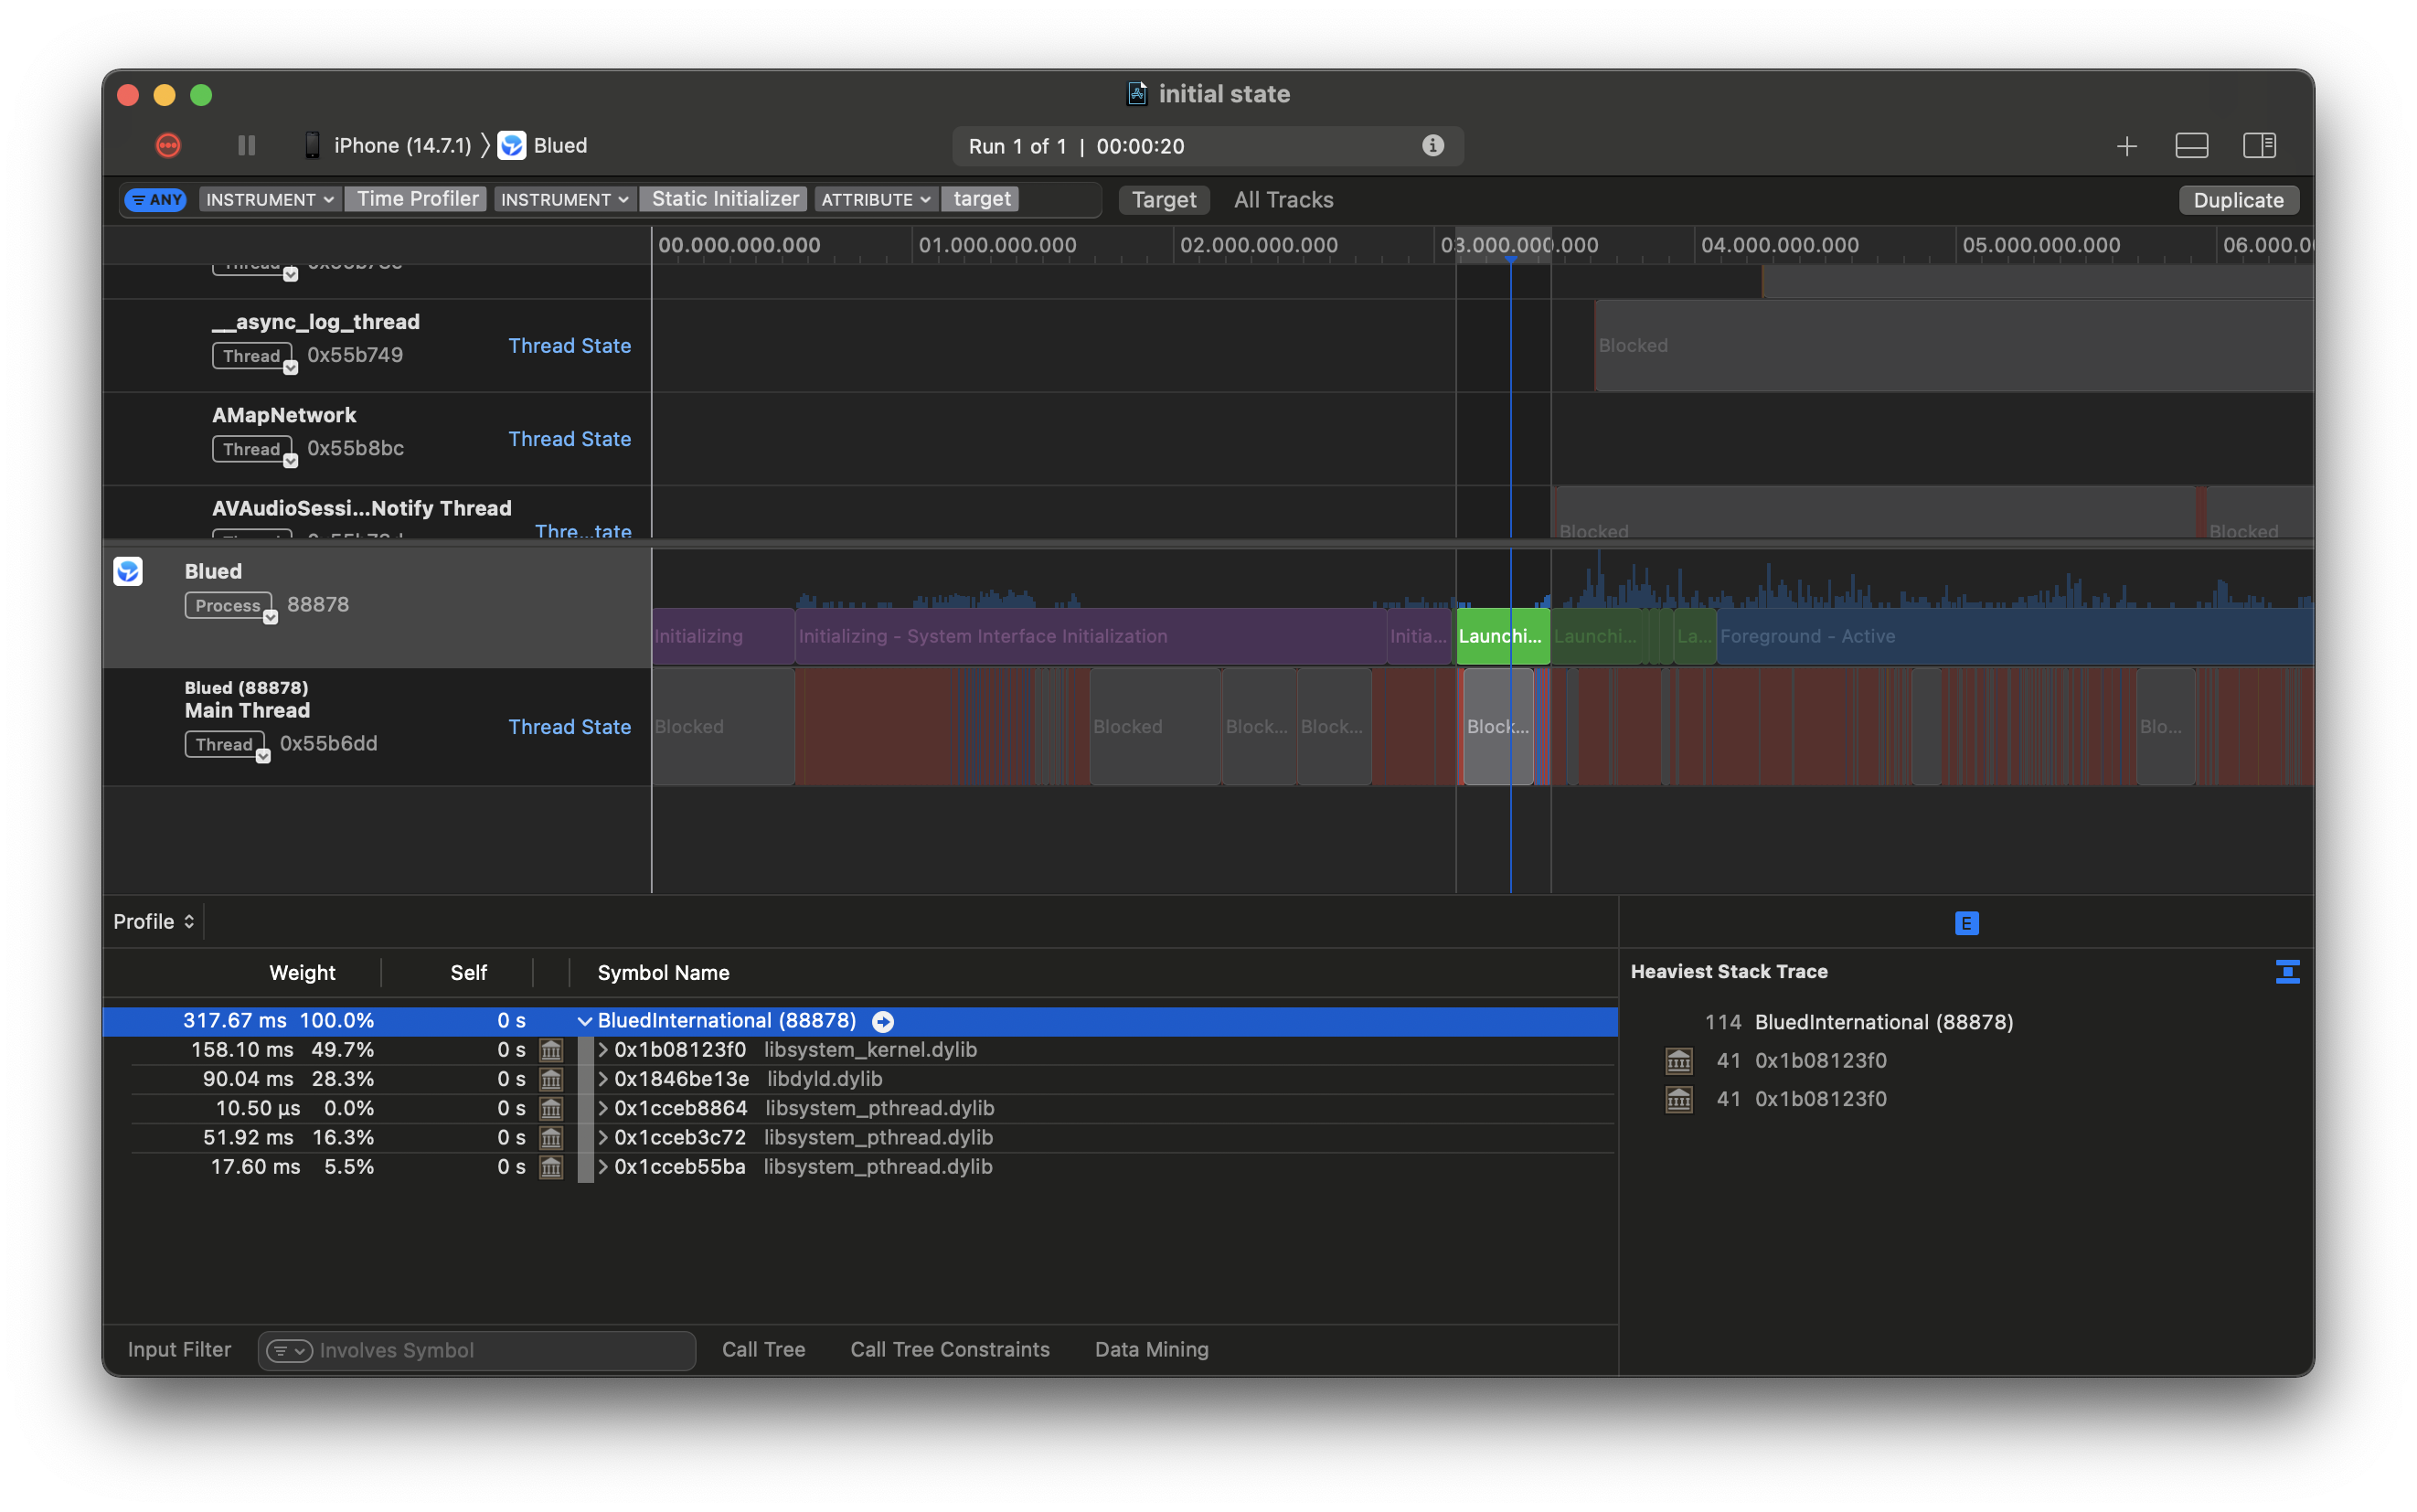 initial state
iPhone (14.7.1) 〉 Blued
Run 1 of 1 | 00:00:20
ANY INSTRUMENT Time Profiler INSTRUMENT Static Initializer ATTRIBUTE target Target All Tracks Duplicate
00.000.000.000 01.000.000.000 02.000.000.000 03.000.000.000 04.000.000.000 05.000.000.000
__async_log_thread
Thread 0x55b749
Thread State
Blocked
AMapNetwork
Thread 0x55b8bc
Thread State
AVAudioSessi...Notify Thread
Thre...tate
Blocked Blocked
Blued
Process 88878
Initializing Initializing - System Interface Initialization Initia... Launchi... Launchi... La... Foreground - Active
Blued (88878)
Main Thread
Thread 0x55b6dd
Thread State
Blocked Blocked Block... Block... Block... Blo...
Profile
E
Weight Self Symbol Name
317.67 ms 100.0% 0 s BluedInternational (88878)
158.10 ms 49.7% 0 s 0x1b08123f0 libsystem_kernel.dylib
90.04 ms 28.3% 0 s 0x1846be13e libdyld.dylib
10.50 µs 0.0% 0 s 0x1cceb8864 libsystem_pthread.dylib
51.92 ms 16.3% 0 s 0x1cceb3c72 libsystem_pthread.dylib
17.60 ms 5.5% 0 s 0x1cceb55ba libsystem_pthread.dylib
Heaviest Stack Trace
114 BluedInternational (88878)
41 0x1b08123f0
41 0x1b08123f0
Input Filter Involves Symbol Call Tree Call Tree Constraints Data Mining